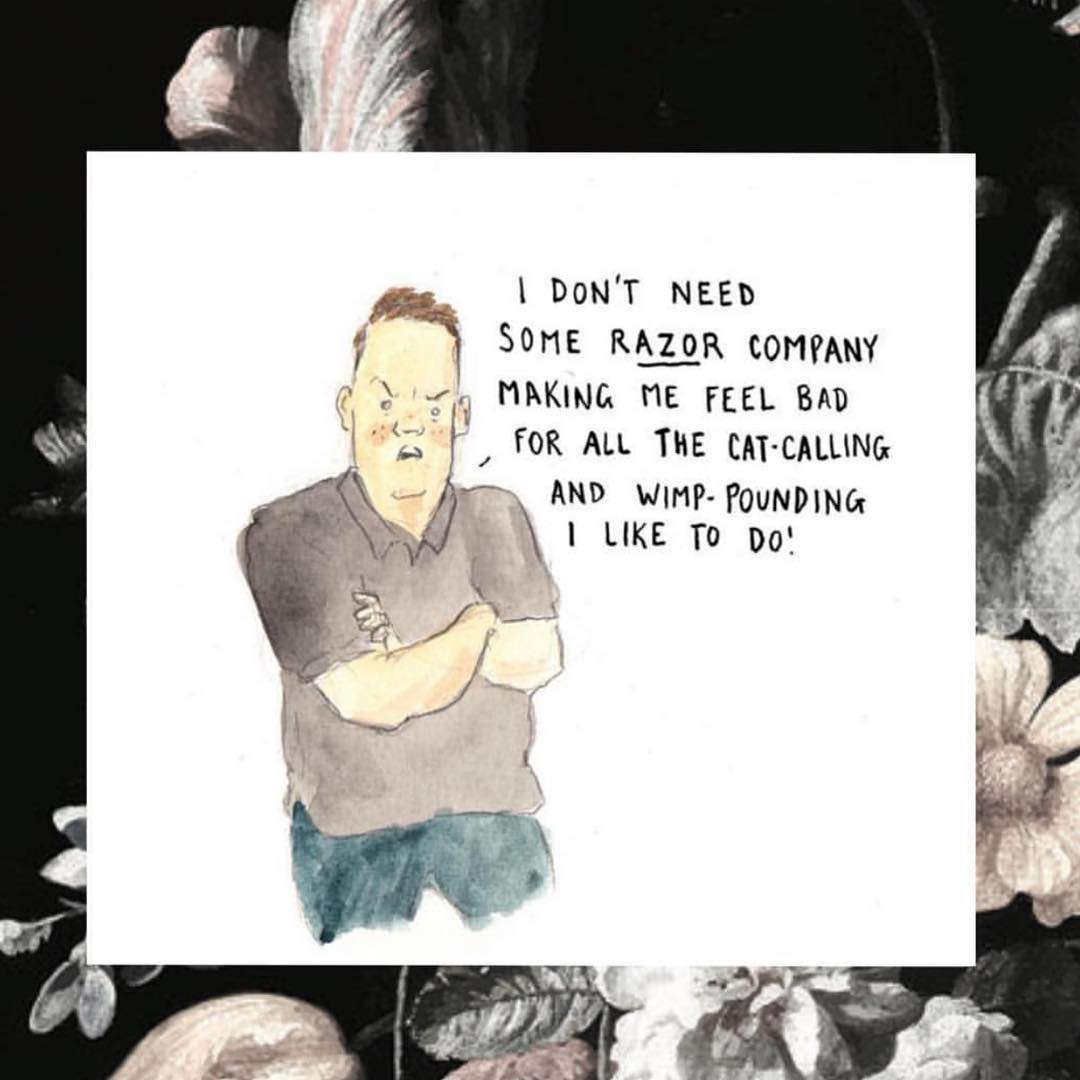 I DON'T NEED
SOME RAZOR COMPANY
MAKING ME FEEL BAD
FOR ALL THE CAT-CALLING
AND WIMP-POUNDING
I LIKE TO DO!